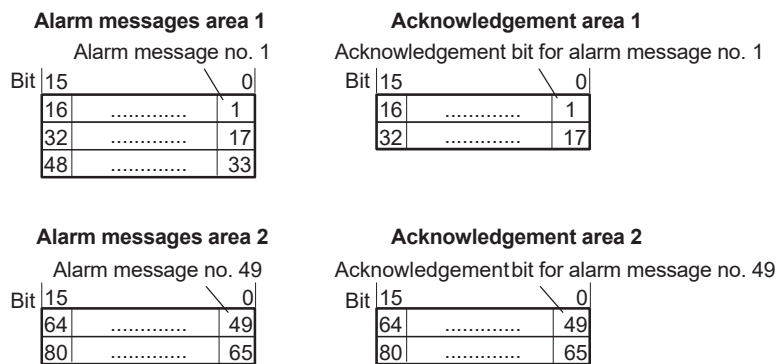 Alarm messages area 1
Alarm message no. 1
Bit 15 0
16 ............. 1
32 ............. 17
48 ............. 33
Acknowledgement area 1
Acknowledgement bit for alarm message no. 1
Bit 15 0
16 ............. 1
32 ............. 17
Alarm messages area 2
Alarm message no. 49
Bit 15 0
64 ............. 49
80 ............. 65
Acknowledgement area 2
Acknowledgement bit for alarm message no. 49
Bit 15 0
64 ............. 49
80 ............. 65